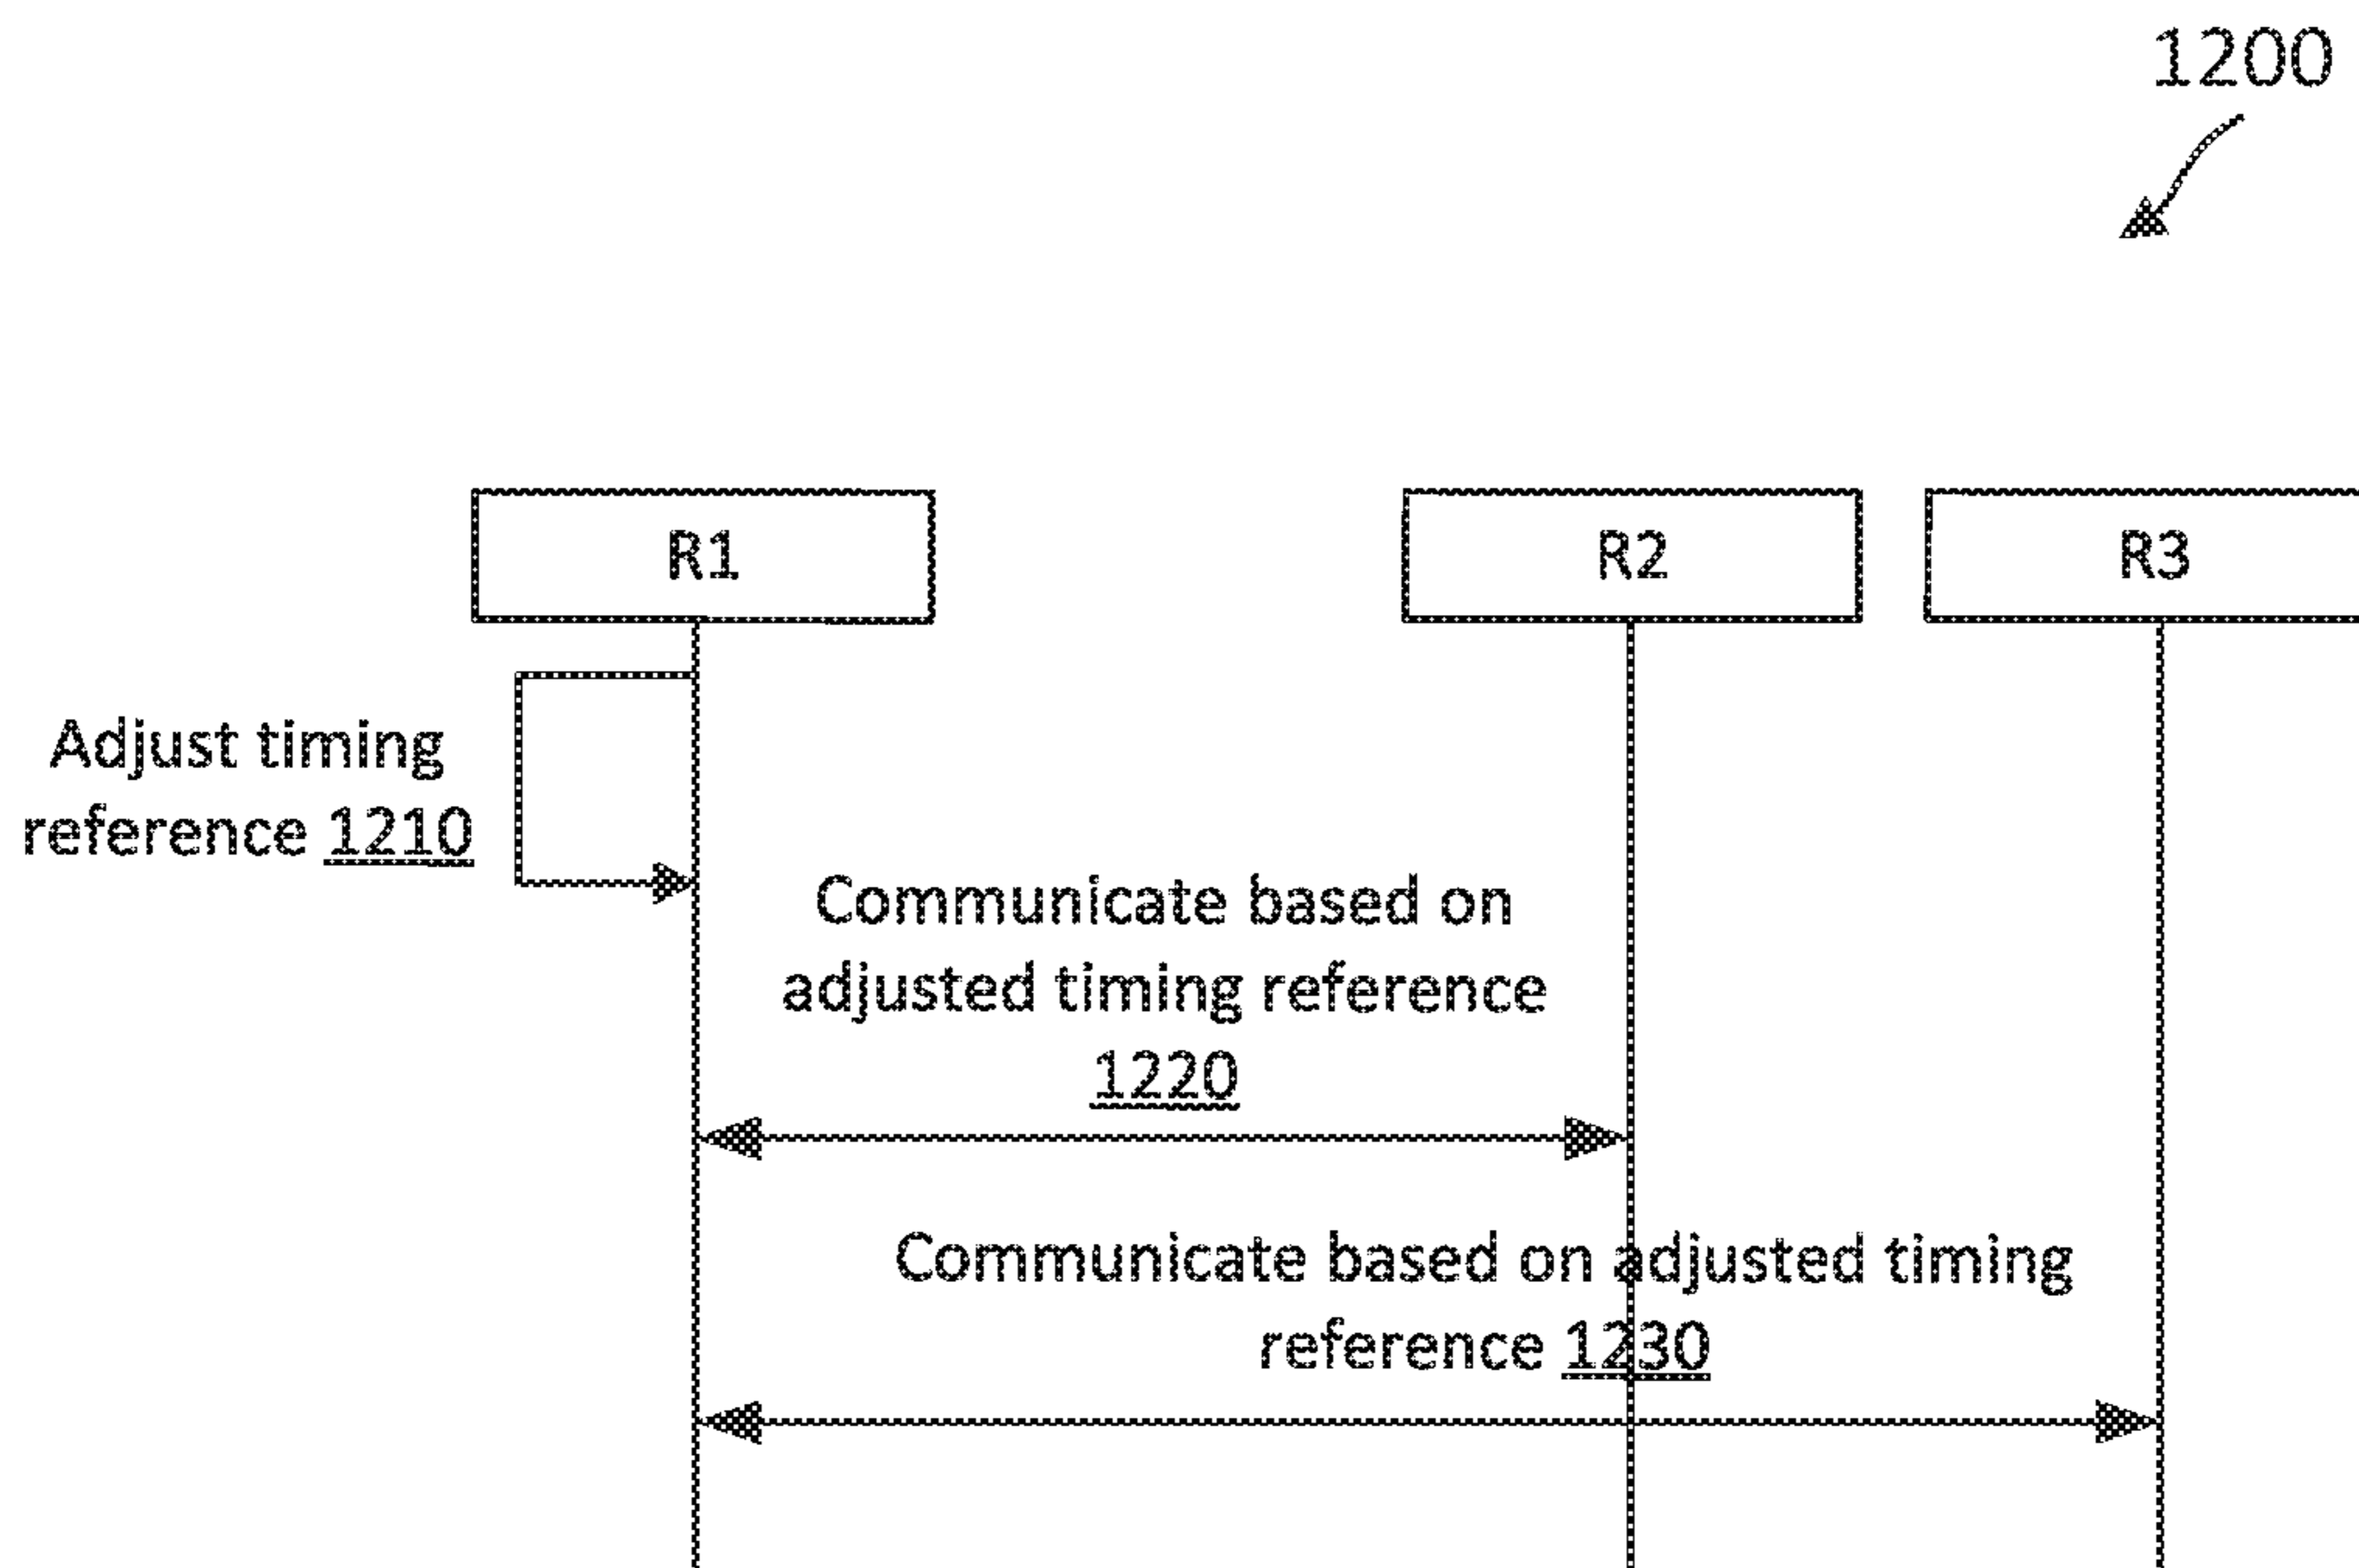 1200
R1
R2
R3
Adjust timing
reference 1210
Communicate based on
adjusted timing reference
1220
Communicate based on adjusted timing
reference 1230